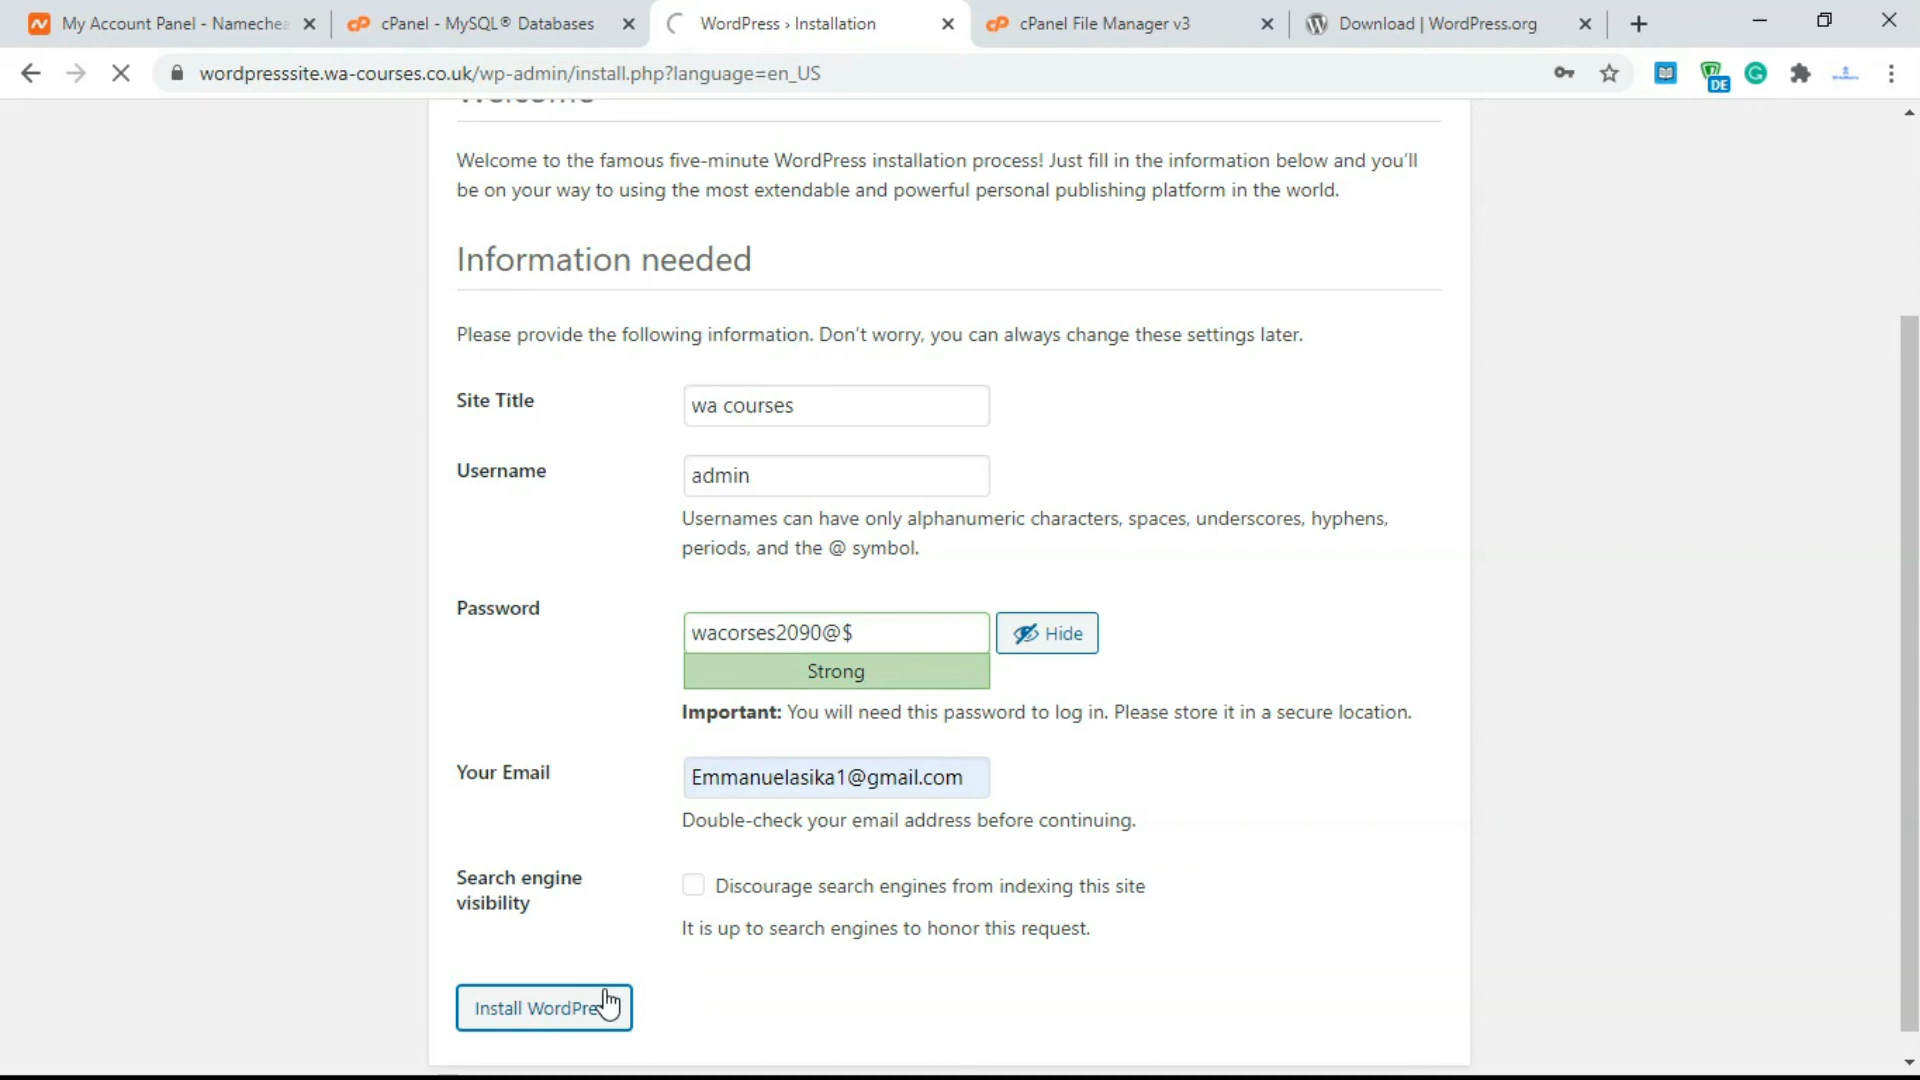 My Account Panel - Namechea
cPanel - MySQL® Databases
WordPress › Installation
cPanel File Manager v3
Download | WordPress.org
wordpresssite.wa-courses.co.uk/wp-admin/install.php?language=en_US
DE
Welcome
Welcome to the famous five-minute WordPress installation process! Just fill in the information below and you'll
be on your way to using the most extendable and powerful personal publishing platform in the world.
Information needed
Please provide the following information. Don't worry, you can always change these settings later.
Site Title
wa courses
Username
admin
Usernames can have only alphanumeric characters, spaces, underscores, hyphens,
periods, and the @ symbol.
Password
wacorses2090@$
Hide
Strong
Important: You will need this password to log in. Please store it in a secure location.
Your Email
Emmanuelasika1@gmail.com
Double-check your email address before continuing.
Search engine
visibility
Discourage search engines from indexing this site
It is up to search engines to honor this request.
Install WordPre